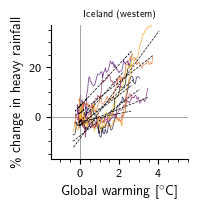 Iceland (western)
% change in heavy rainfall
20
0
0
2
4
Global warming [°C]